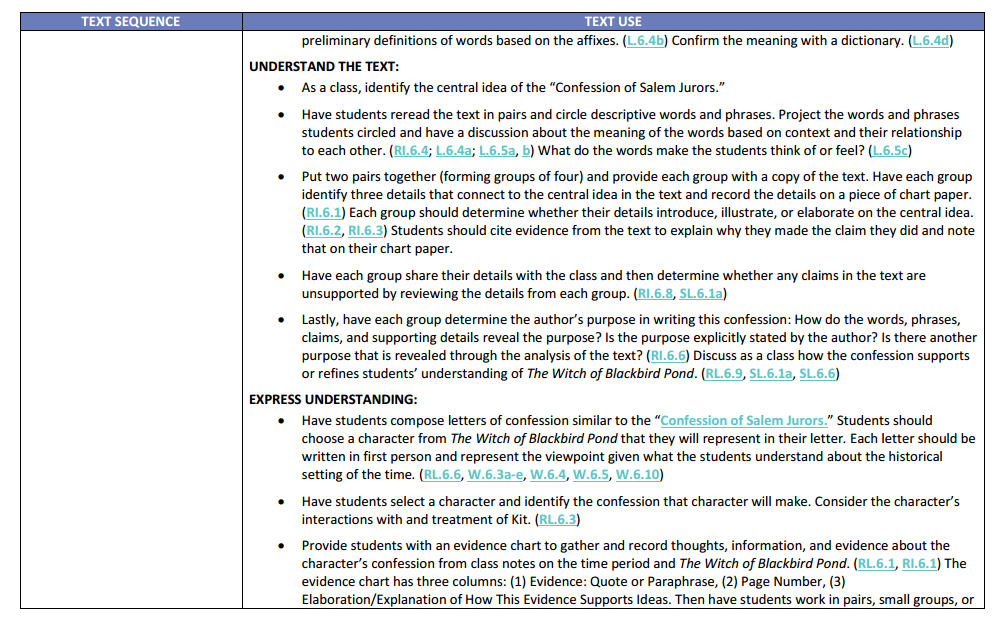 TEXT SEQUENCE
TEXT USE
preliminary definitions of words based on the affixes. (L.6.4b) Confirm the meaning with a dictionary. (L.6.4d)
UNDERSTAND THE TEXT:
• As a class, identify the central idea of the “Confession of Salem Jurors.”
• Have students reread the text in pairs and circle descriptive words and phrases. Project the words and phrases
students circled and have a discussion about the meaning of the words based on context and their relationship
to each other. (RI.6.4; L.6.4a; L.6.5a, b) What do the words make the students think of or feel? (L.6.5c)
• Put two pairs together (forming groups of four) and provide each group with a copy of the text. Have each group
identify three details that connect to the central idea in the text and record the details on a piece of chart paper.
(RI.6.1) Each group should determine whether their details introduce, illustrate, or elaborate on the central idea.
(RI.6.2, RI.6.3) Students should cite evidence from the text to explain why they made the claim they did and note
that on their chart paper.
• Have each group share their details with the class and then determine whether any claims in the text are
unsupported by reviewing the details from each group. (RI.6.8, SL.6.1a)
• Lastly, have each group determine the author’s purpose in writing this confession: How do the words, phrases,
claims, and supporting details reveal the purpose? Is the purpose explicitly stated by the author? Is there another
purpose that is revealed through the analysis of the text? (RI.6.6) Discuss as a class how the confession supports
or refines students’ understanding of The Witch of Blackbird Pond. (RL.6.9, SL.6.1a, SL.6.6)
EXPRESS UNDERSTANDING:
• Have students compose letters of confession similar to the “Confession of Salem Jurors.” Students should
choose a character from The Witch of Blackbird Pond that they will represent in their letter. Each letter should be
written in first person and represent the viewpoint given what the students understand about the historical
setting of the time. (RL.6.6, W.6.3a-e, W.6.4, W.6.5, W.6.10)
• Have students select a character and identify the confession that character will make. Consider the character’s
interactions with and treatment of Kit. (RL.6.3)
• Provide students with an evidence chart to gather and record thoughts, information, and evidence about the
character’s confession from class notes on the time period and The Witch of Blackbird Pond. (RL.6.1, RI.6.1) The
evidence chart has three columns: (1) Evidence: Quote or Paraphrase, (2) Page Number, (3)
Elaboration/Explanation of How This Evidence Supports Ideas. Then have students work in pairs, small groups, or